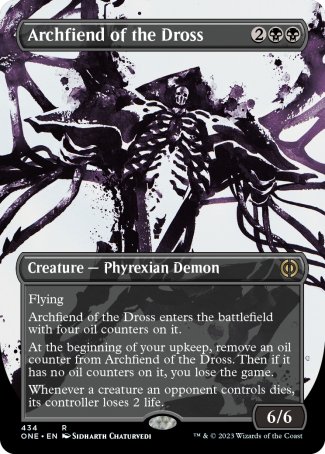 Archfiend of the Dross 2
Creature — Phyrexian Demon
Flying
Archfiend of the Dross enters the battlefield
with four oil counters on it.
At the beginning of your upkeep, remove an oil
counter from Archfiend of the Dross. Then if it
has no oil counters on it, you lose the game.
Whenever a creature an opponent controls dies,
its controller loses 2 life.
6/6
434 R
ONE • EN Sidharth Chaturvedi
™ & © 2023 Wizards of the Coast